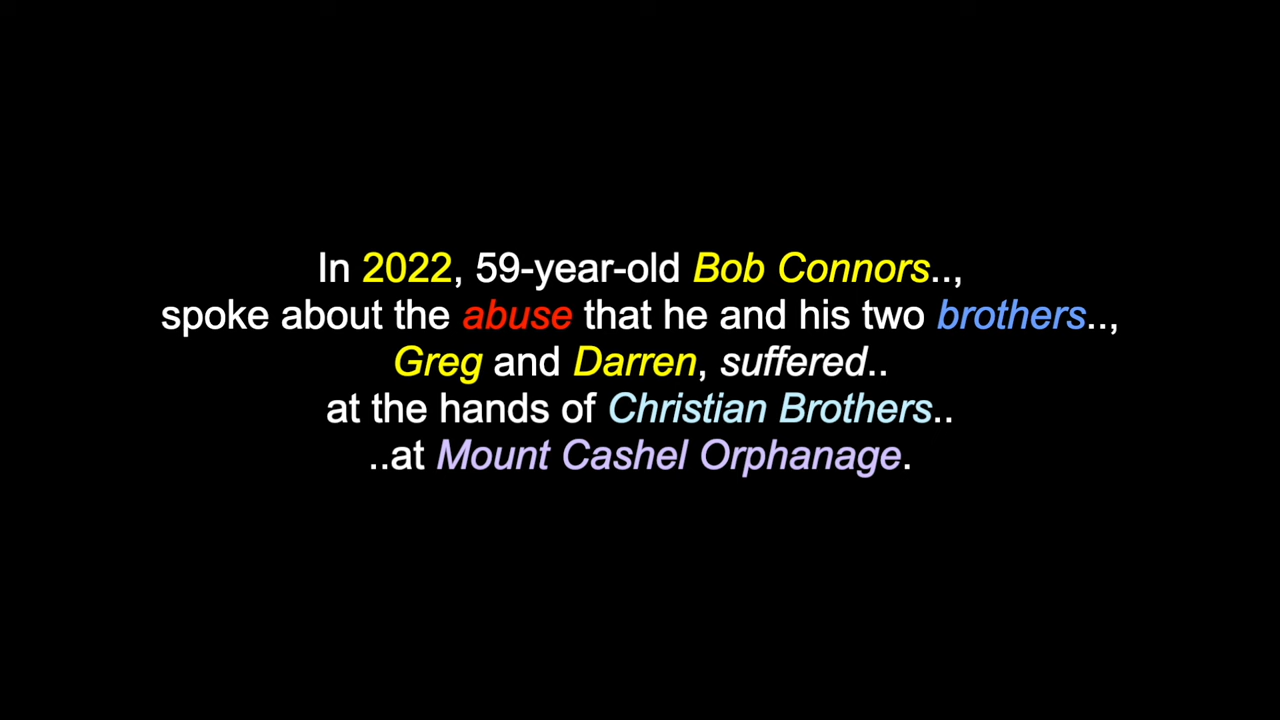 In 2022, 59-year-old Bob Connors..,
spoke about the abuse that he and his two brothers..,
Greg and Darren, suffered..
at the hands of Christian Brothers..
..at Mount Cashel Orphanage.